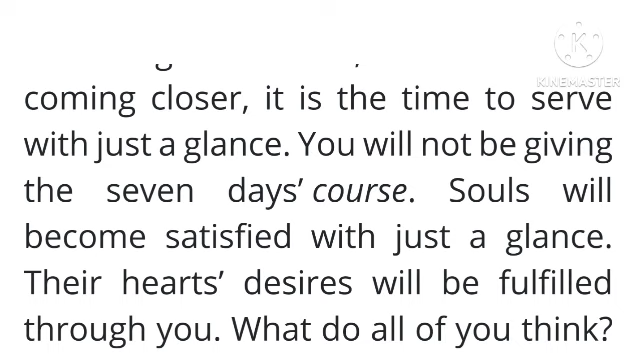 KINEMASTER
coming closer, it is the time to serve
with just a glance. You will not be giving
the seven days’ course. Souls will
become satisfied with just a glance.
Their hearts’ desires will be fulfilled
through you. What do all of you think?